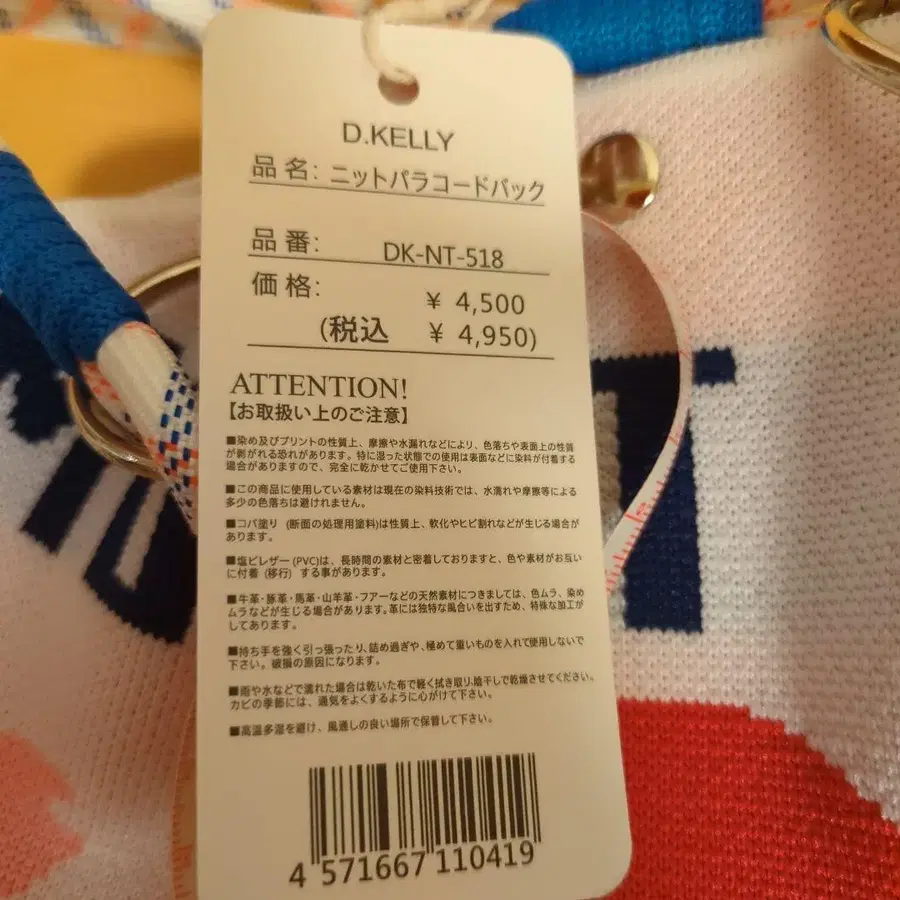 D.KELLY
品 名: ニットパラコードバック
品 番: DK-NT-518
価 格: ¥ 4,500
(税込 ¥ 4,950)
ATTENTION!
【お取扱い上のご注意】
■染め及びプリントの性質上、摩擦や水漏れなどにより、色落ちや表面上の性質
が剥がれる恐れがあります。特に湿った状態での使用は表面などに染料が付着する
場合がありますので、完全に乾かせてご使用下さい。
■この商品に使用している素材は現在の染料技術では、水濡れや摩擦等による
多少の色落ちは避けれません。
■コバ塗り (断面の処理用塗料)は性質上、軟化やヒビ割れなどが生じる場合が
あります。
■塩ビレザー(PVC)は、長時間の素材と密着しておりますと、色や素材がお互い
に付着 (移行) する事があります。
■牛革・豚革・馬革・山羊革・フアーなどの天然素材につきましては、色ムラ、染め
ムラなどが生じる場合があります。革には独特な風合いを出すため、特殊な加工が
してあります。
■持ち手を強く引っ張ったり、詰め過ぎや、極めて重いものを入れて使用しないで
下さい。破損の原因になります。
■雨や水などで濡れた場合は乾いた布で軽く拭き取り、陰干しで乾燥させてください。
カビの季節には、通気をよくするように心がけて下さい。
■高温多湿を避け、風通しの良い場所で保管して下さい。
4 571667 110419